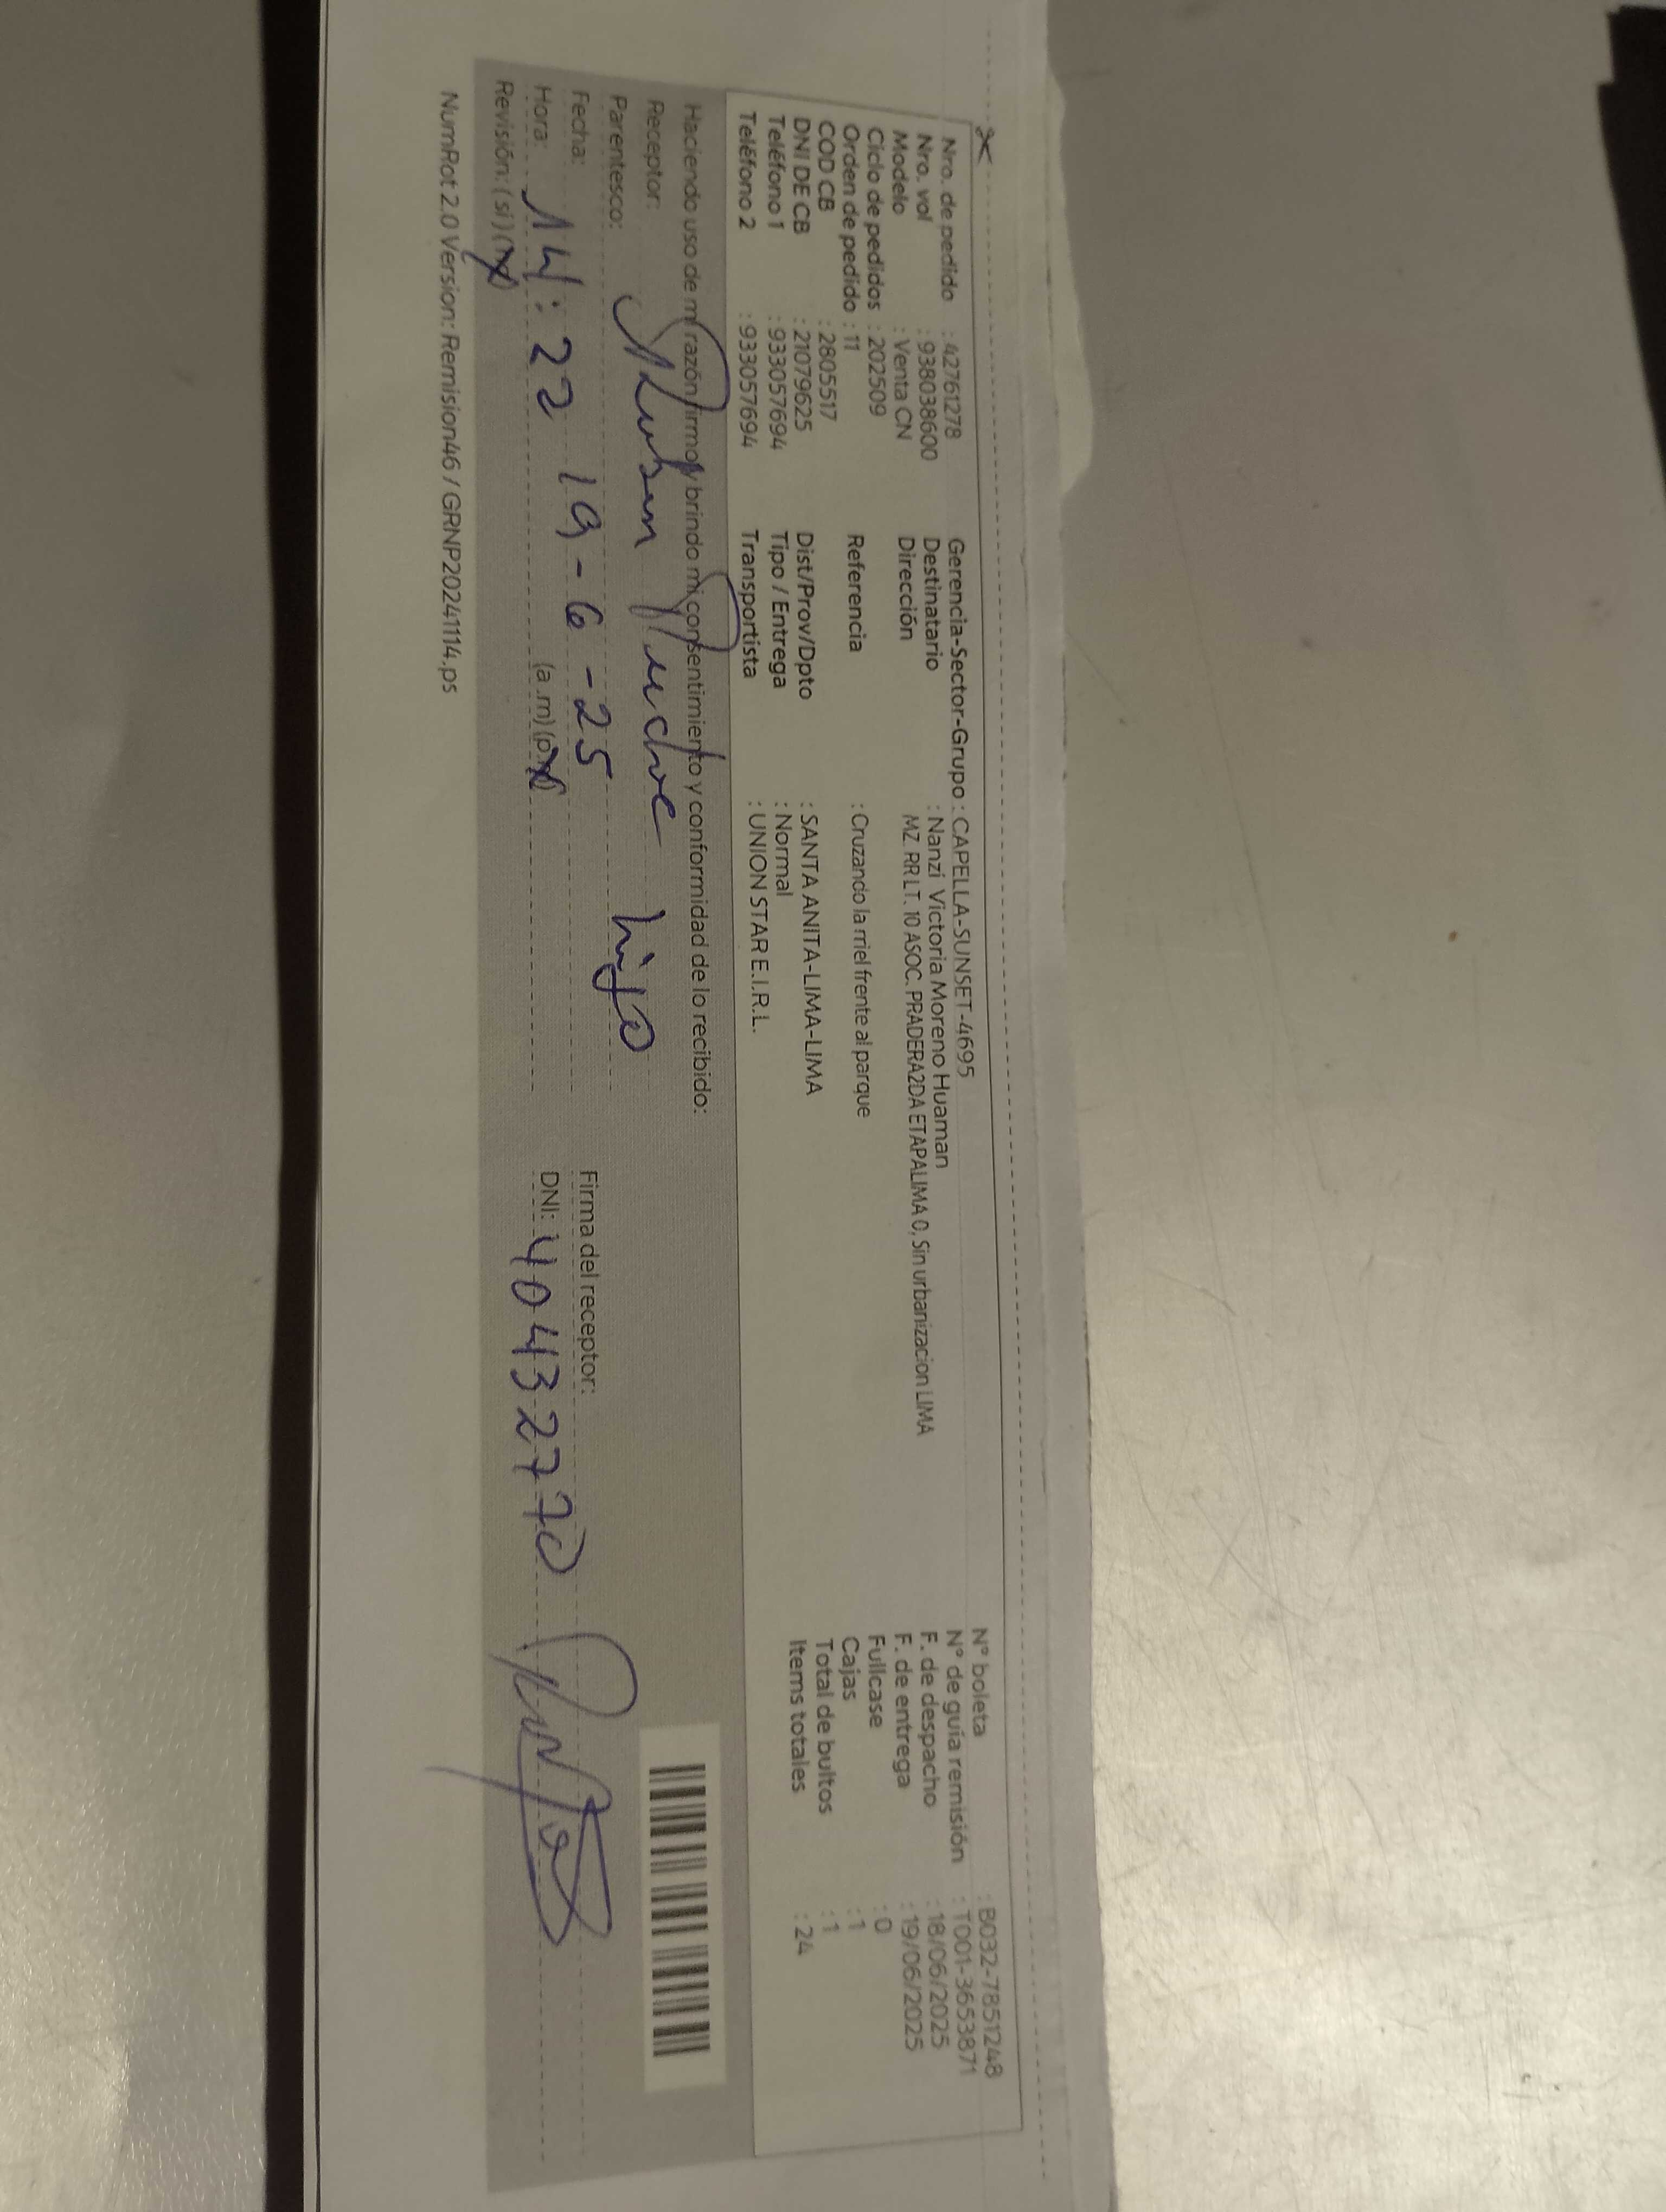 Nro. de pedido : 42761278
Nro. vol : 938038600
Modelo : Venta CN
Ciclo de pedidos : 202509
Orden de pedido : 11
COD CB : 2805517
DNI DE CB : 21079625
Teléfono 1 : 933057694
Teléfono 2 : 933057694
Gerencia-Sector-Grupo : CAPELLA-SUNSET-4695
Destinatario : Nanzi Victoria Moreno Huaman
Dirección MZ. RR LT. 10 ASOC. PRADERA2DA ETAPALIMA 0, Sin urbanizacion LIMA
Referencia : Cruzando la miel frente al parque
Dist/Prov/Dpto : SANTA ANITA-LIMA-LIMA
Tipo / Entrega : Normal
Transportista : UNION STAR E.I.R.L.
N° boleta : B032-7851248
N° de guía remisión : T001-3653871
F. de despacho : 18/06/2025
F. de entrega : 19/06/2025
Fullcase : 0
Cajas : 1
Total de bultos : 1
Items totales : 24
Haciendo uso de mi razón firmo y brindo mi consentimiento y conformidad de lo recibido:
Receptor:
Parentesco: hijo
Fecha: 19-6-25
Hora: 14:22 (a.m) (p.
Revisión: ( si ) (
Firma del receptor:
DNI: 40432770
NumRot 2.0 Version: Remision46 / GRNP20241114.ps